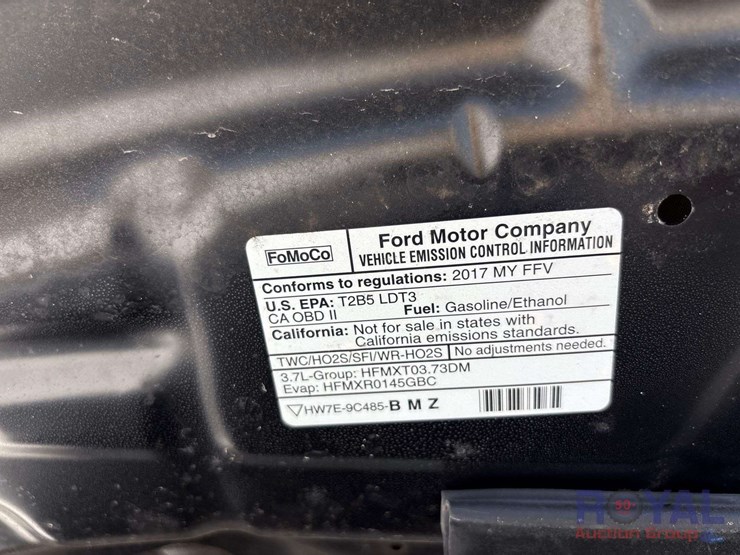 FoMoCo
Ford Motor Company
VEHICLE EMISSION CONTROL INFORMATION
Conforms to regulations: 2017 MY FFV
U.S. EPA: T2B5 LDT3
CA OBD II Fuel: Gasoline/Ethanol
California: Not for sale in states with
California emissions standards.
TWC/HO2S/SFI/WR-HO2S No adjustments needed.
3.7L-Group: HFMXT03.73DM
Evap: HFMXR0145GBC
HW7E-9C485-B M Z
ROYAL
Auction Group